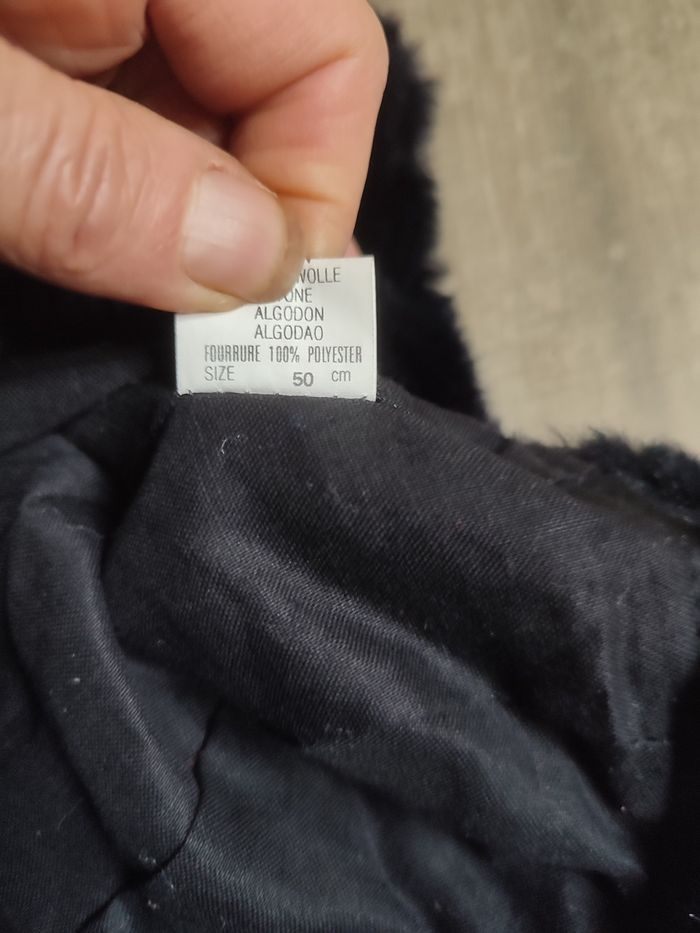 ALGODON
ALGODAO
FOURRURE 100% POLYESTER
SIZE 50 cm